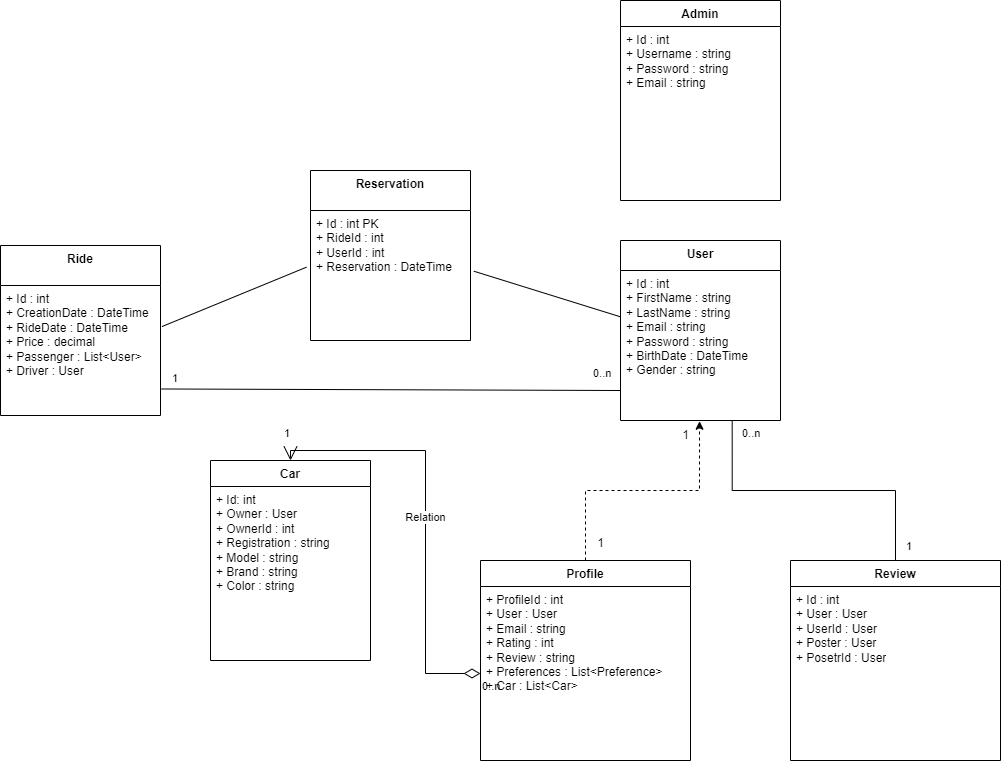 Admin
+ Id : int
+ Username : string
+ Password : string
+ Email : string
Reservation
+ Id : int PK
+ RideId : int
+ UserId : int
+ Reservation : DateTime
Ride
+ Id : int
+ CreationDate : DateTime
+ RideDate : DateTime
+ Price : decimal
+ Passenger : List<User>
+ Driver : User
User
+ Id : int
+ FirstName : string
+ LastName : string
+ Email : string
+ Password : string
+ BirthDate : DateTime
+ Gender : string
1
0..n
1
1
0..n
Car
+ Id: int
+ Owner : User
+ OwnerId : int
+ Registration : string
+ Model : string
+ Brand : string
+ Color : string
Relation
1
1
Profile
+ ProfileId : int
+ User : User
+ Email : string
+ Rating : int
+ Review : string
+ Preferences : List<Preference>
+ Car : List<Car>
0..n
Review
+ Id : int
+ User : User
+ UserId : User
+ Poster : User
+ PosetrId : User